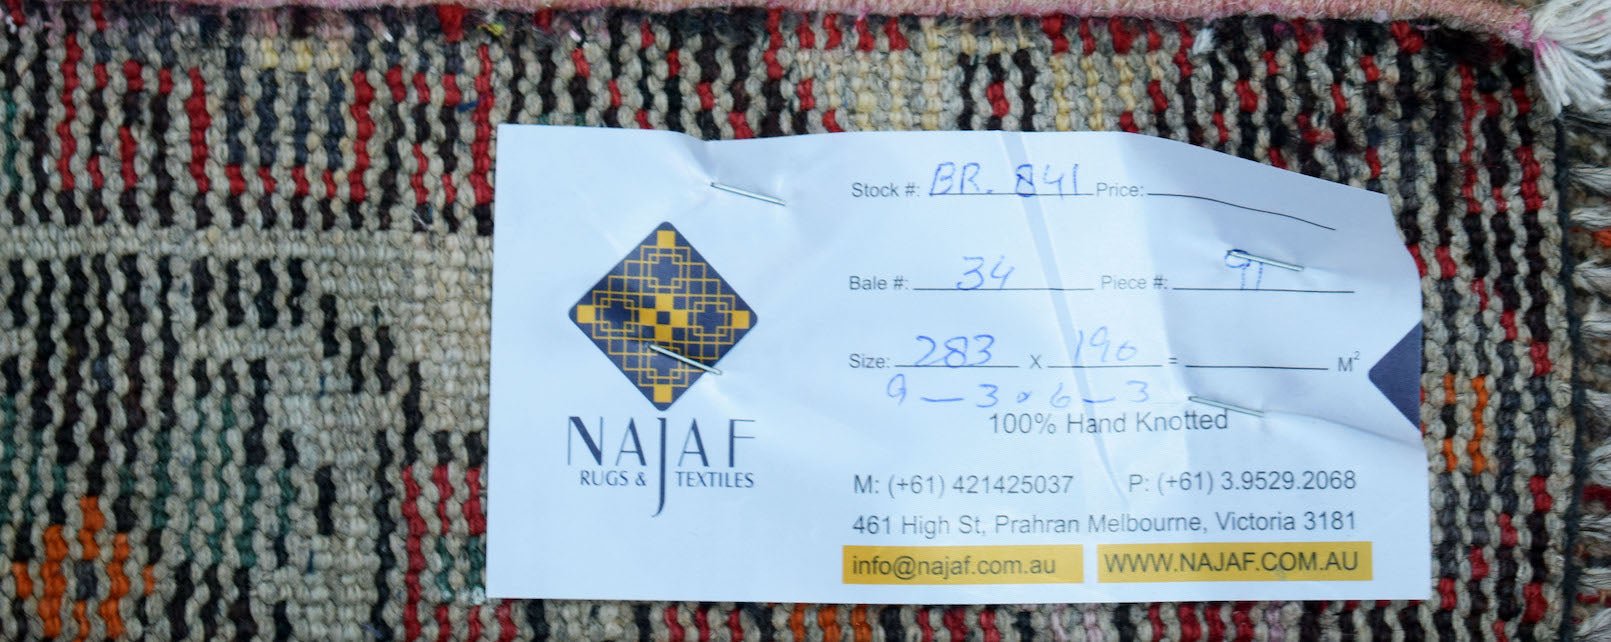 NAJAF
RUGS & TEXTILES
Stock #: BR. 841 Price:
Bale #: 34 Piece #: 91
Size: 283 x 190 = M²
9 — 3 x 6 — 3
100% Hand Knotted
M: (+61) 421425037 P: (+61) 3.9529.2068
461 High St, Prahran Melbourne, Victoria 3181
info@najaf.com.au WWW.NAJAF.COM.AU